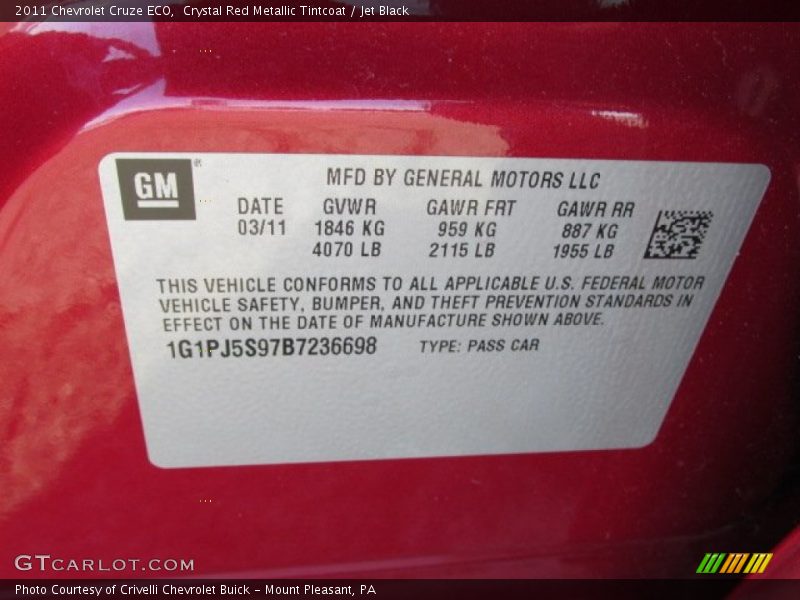 2011 Chevrolet Cruze ECO,  Crystal Red Metallic Tintcoat / Jet Black
GM
MFD BY GENERAL MOTORS LLC
DATE GVWR GAWR FRT GAWR RR
03/11 1846 KG 959 KG 887 KG
4070 LB 2115 LB 1955 LB
THIS VEHICLE CONFORMS TO ALL APPLICABLE U.S. FEDERAL MOTOR
VEHICLE SAFETY, BUMPER, AND THEFT PREVENTION STANDARDS IN
EFFECT ON THE DATE OF MANUFACTURE SHOWN ABOVE.
1G1PJ5S97B7236698 TYPE: PASS CAR
GTCARLOT.COM
Photo Courtesy of Crivelli Chevrolet Buick – Mount Pleasant, PA